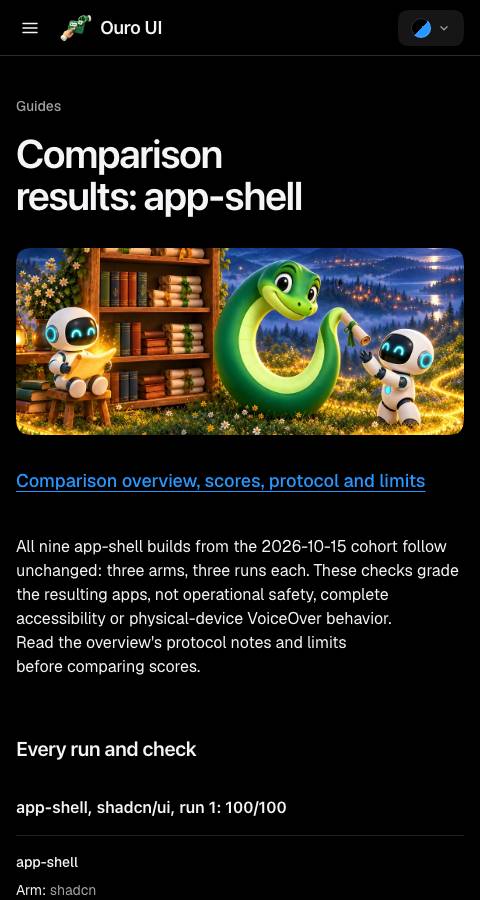 Ouro UI
Guides
Comparison
results: app-shell
Comparison overview, scores, protocol and limits
All nine app-shell builds from the 2026-10-15 cohort follow
unchanged: three arms, three runs each. These checks grade
the resulting apps, not operational safety, complete
accessibility or physical-device VoiceOver behavior.
Read the overview's protocol notes and limits
before comparing scores.
Every run and check
app-shell, shadcn/ui, run 1: 100/100
app-shell
Arm: shadcn